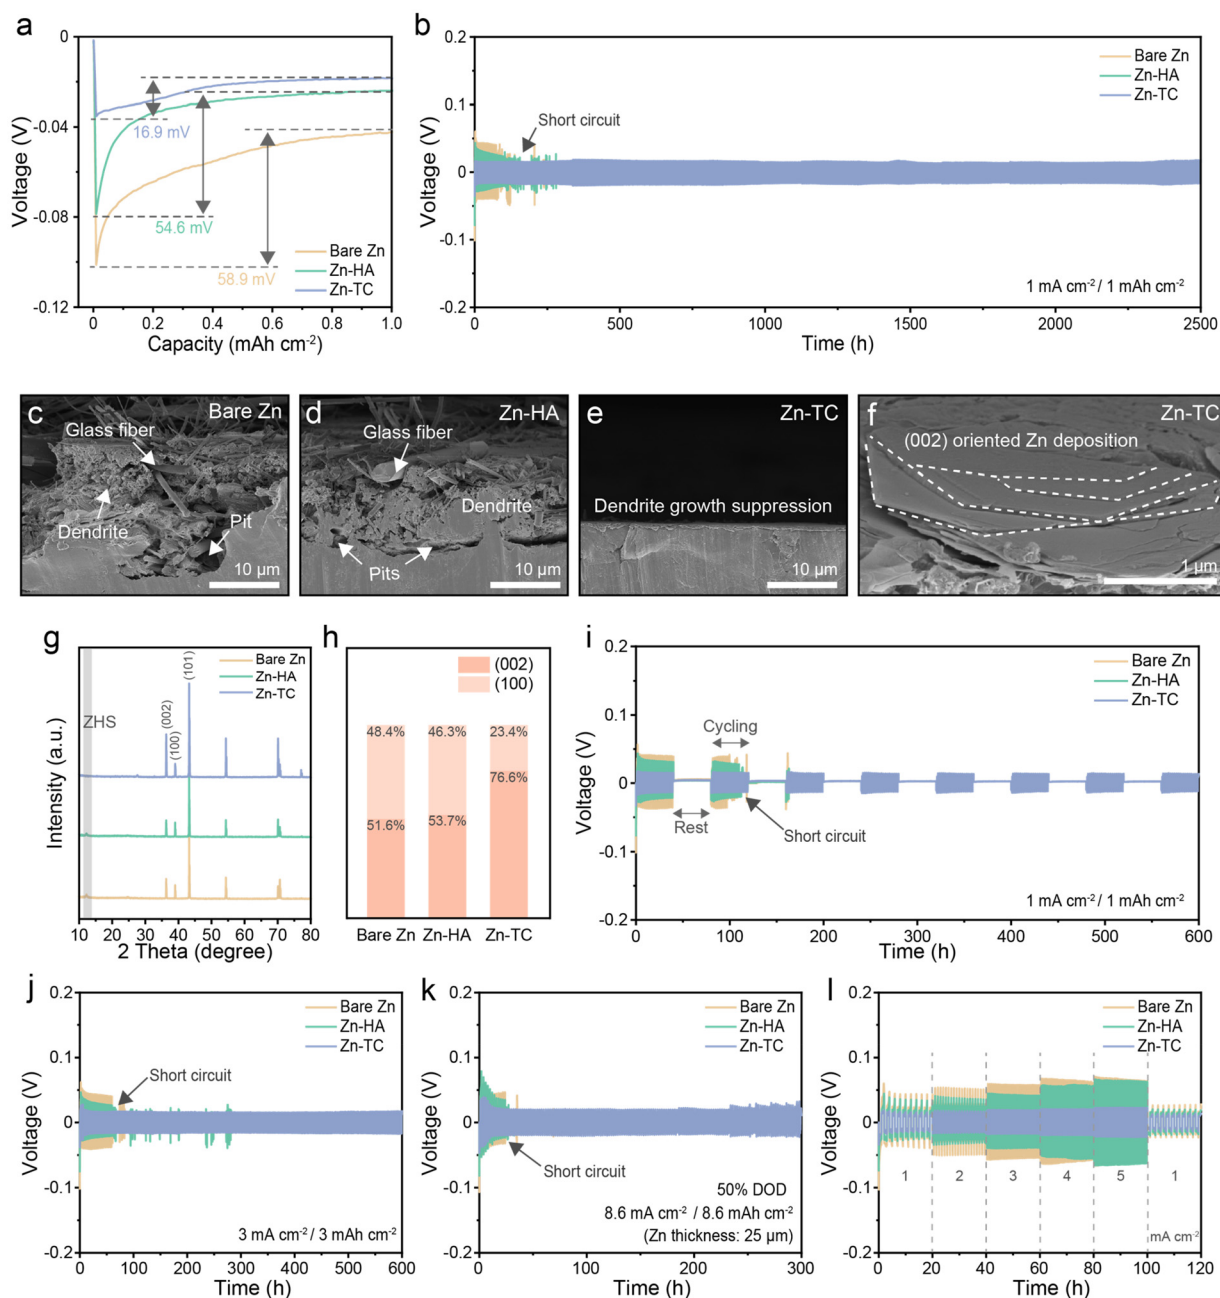 a
0
-0.04
-0.08
-0.12
Voltage (V)
16.9 mV
54.6 mV
58.9 mV
Bare Zn
Zn-HA
Zn-TC
0 0.2 0.4 0.6 0.8 1.0
Capacity (mAh cm⁻²)
b
0.2
0.1
0
-0.1
-0.2
Voltage (V)
Bare Zn
Zn-HA
Zn-TC
Short circuit
1 mA cm⁻² / 1 mAh cm⁻²
0 500 1000 1500 2000 2500
Time (h)
c
Bare Zn
Glass fiber
Dendrite
Pit
10 µm
d
Zn-HA
Glass fiber
Dendrite
Pits
10 µm
e
Zn-TC
Dendrite growth suppression
10 µm
f
Zn-TC
(002) oriented Zn deposition
1 µm
g
Intensity (a.u.)
ZHS
(002)
(100)
(101)
Bare Zn
Zn-HA
Zn-TC
10 20 30 40 50 60 70 80
2 Theta (degree)
h
(002)
(100)
48.4% 46.3% 23.4%
76.6%
51.6% 53.7%
Bare Zn Zn-HA Zn-TC
i
0.2
0.1
0
-0.1
-0.2
Voltage (V)
Bare Zn
Zn-HA
Zn-TC
Cycling
Rest
Short circuit
1 mA cm⁻² / 1 mAh cm⁻²
0 100 200 300 400 500 600
Time (h)
j
0.2
0.1
0
-0.1
-0.2
Voltage (V)
Bare Zn
Zn-HA
Zn-TC
Short circuit
3 mA cm⁻² / 3 mAh cm⁻²
0 100 200 300 400 500 600
Time (h)
k
0.2
0.1
0
-0.1
-0.2
Voltage (V)
Bare Zn
Zn-HA
Zn-TC
Short circuit
50% DOD
8.6 mA cm⁻² / 8.6 mAh cm⁻²
(Zn thickness: 25 µm)
0 50 100 150 200 250 300
Time (h)
l
0.2
0.1
0
-0.1
-0.2
Voltage (V)
Bare Zn
Zn-HA
Zn-TC
1 2 3 4 5 1
mA cm⁻²
0 20 40 60 80 100 120
Time (h)